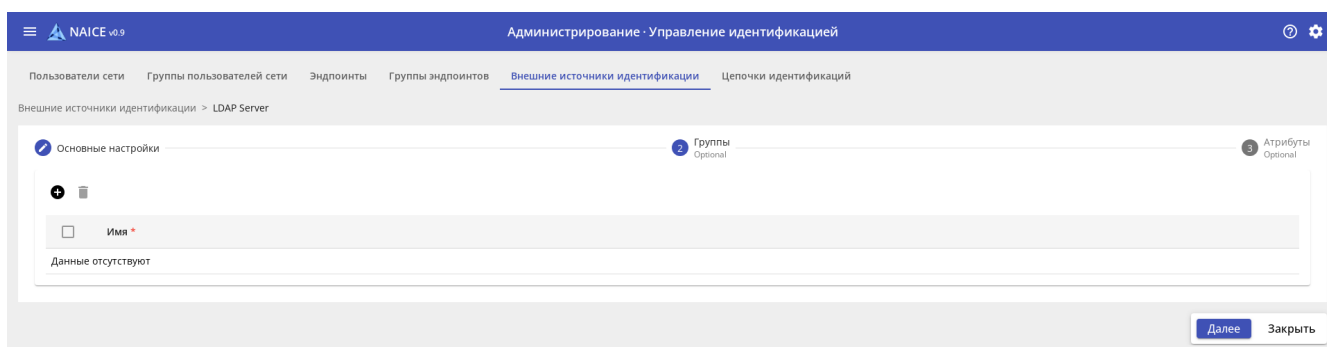 NAICE v0.9
Администрирование · Управление идентификацией
Пользователи сети Группы пользователей сети Эндпоинты Группы эндпоинтов Внешние источники идентификации Цепочки идентификаций
Внешние источники идентификации > LDAP Server
Основные настройки
2 Группы
Optional
3 Атрибуты
Optional
Имя *
Данные отсутствуют
Далее Закрыть